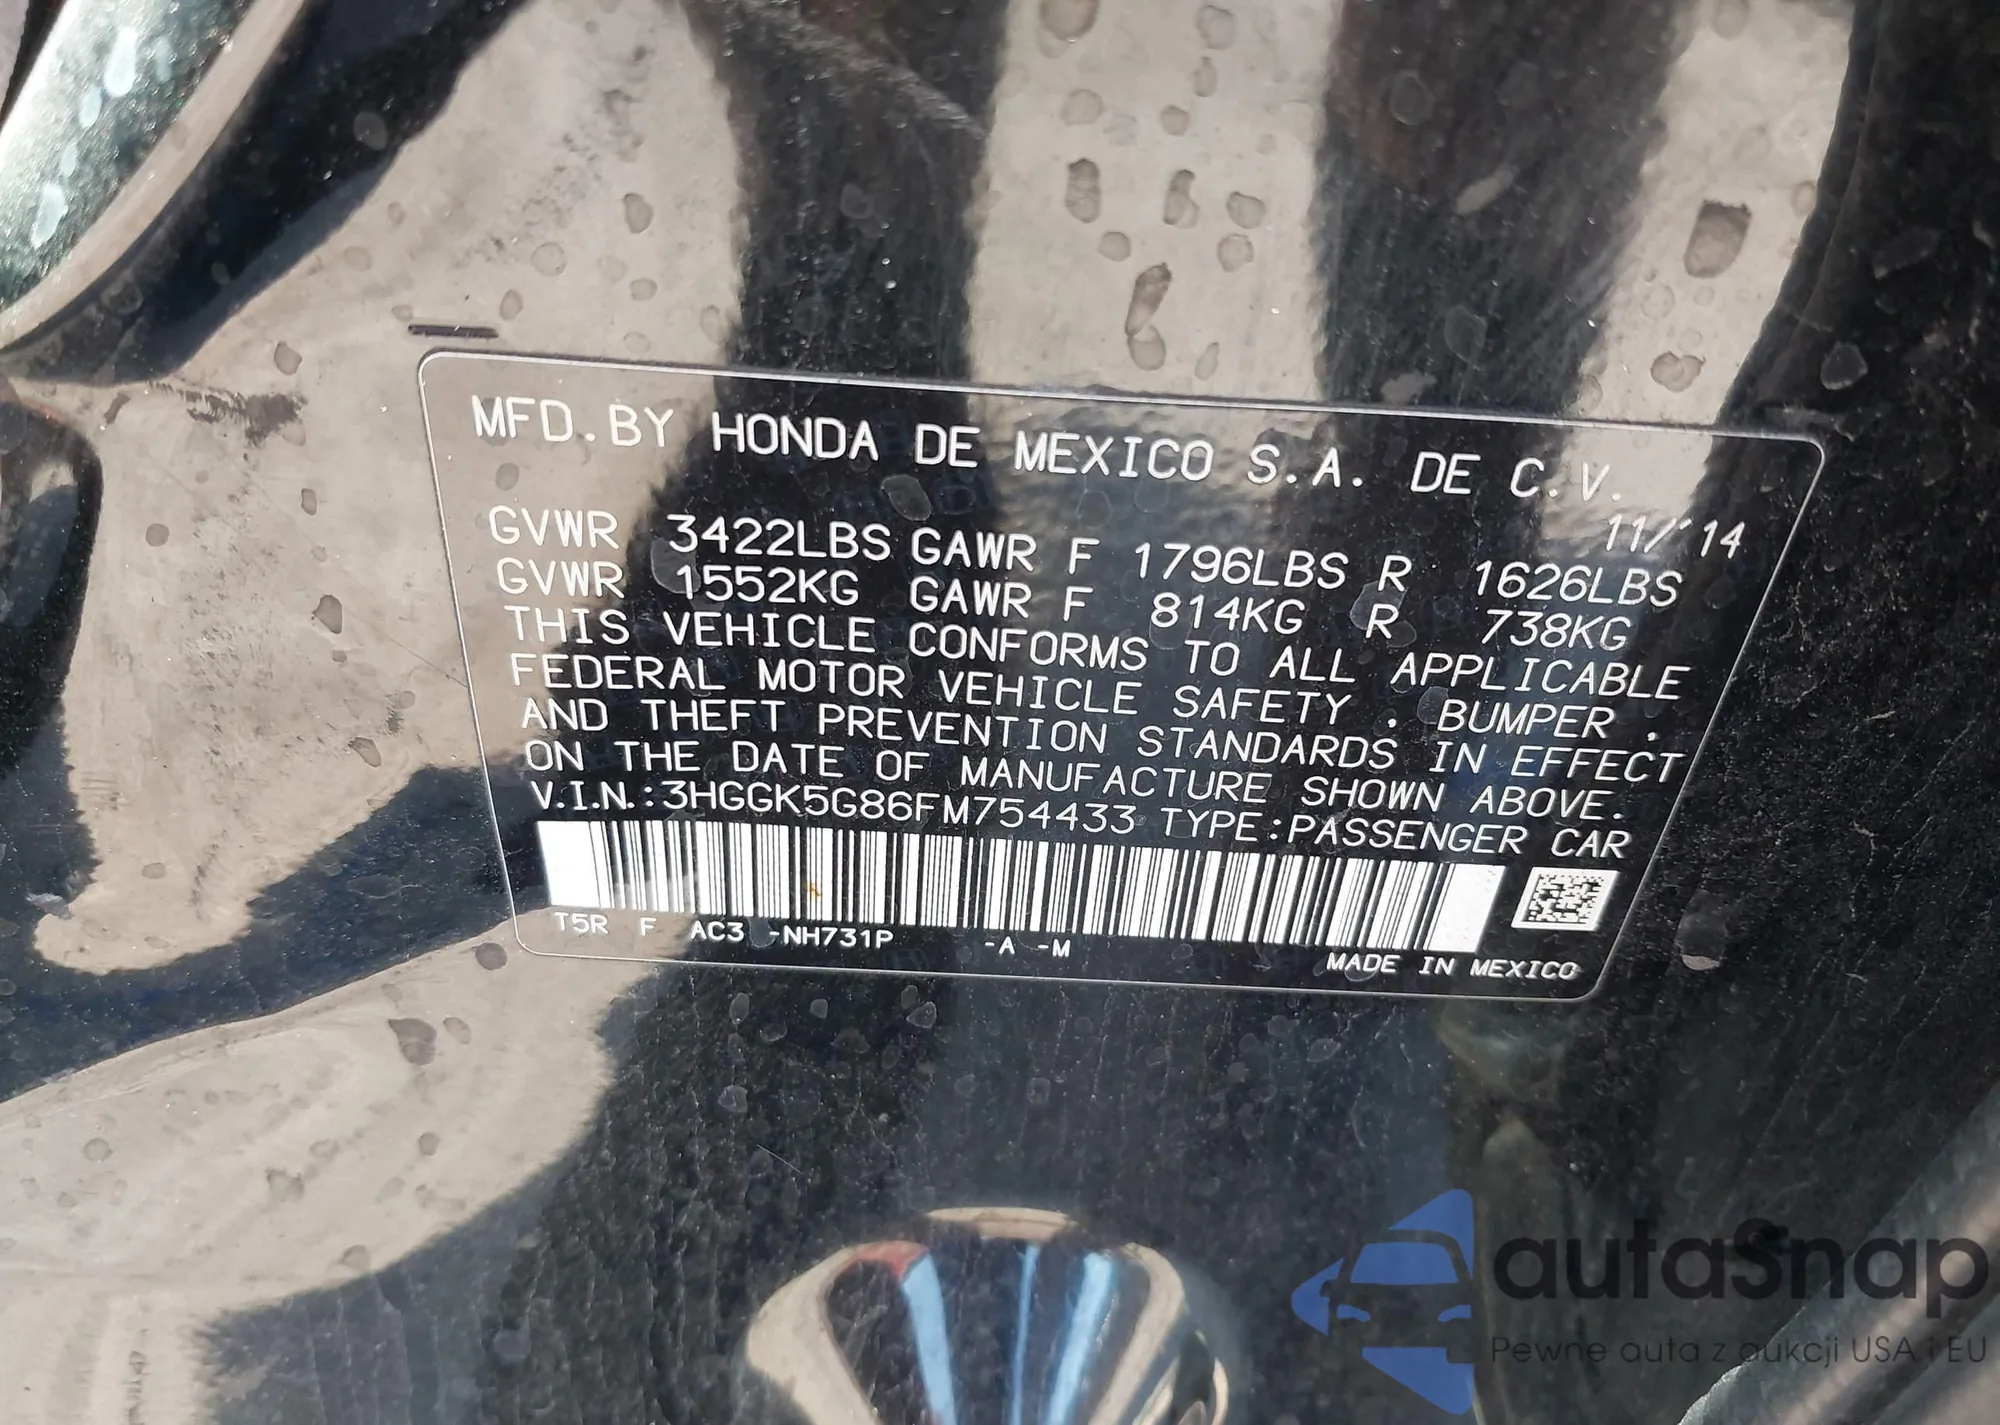 MFD.BY HONDA DE MEXICO S.A. DE C.V.
11/'14
GVWR 3422LBS GAWR F 1796LBS R 1626LBS
GVWR 1552KG GAWR F 814KG R 738KG
THIS VEHICLE CONFORMS TO ALL APPLICABLE
FEDERAL MOTOR VEHICLE SAFETY . BUMPER .
AND THEFT PREVENTION STANDARDS IN EFFECT
ON THE DATE OF MANUFACTURE SHOWN ABOVE.
V.I.N.:3HGGK5G86FM754433 TYPE:PASSENGER CAR
T5R F AC3 -NH731P -A -M
MADE IN MEXICO
autaSnap
Pewne auta z aukcji USA i EU